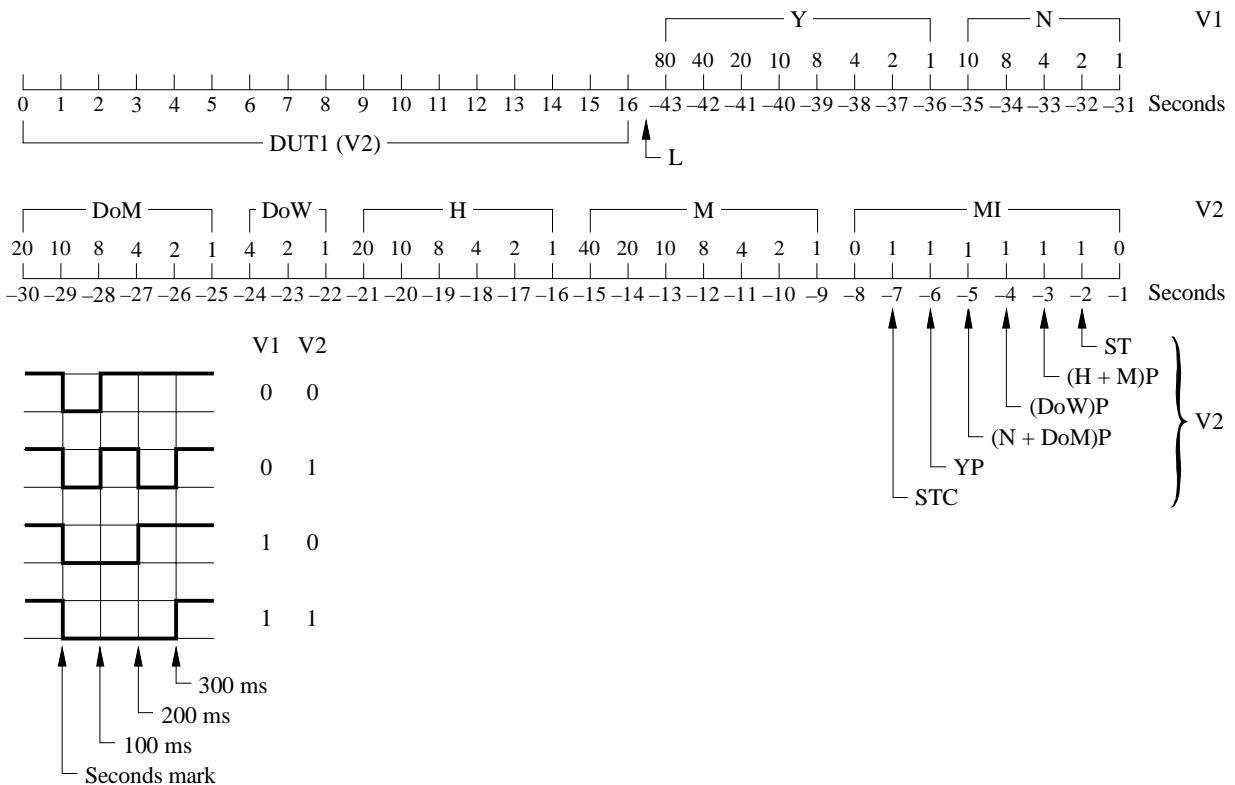 Y N V1
80 40 20 10 8 4 2 1 10 8 4 2 1
0 1 2 3 4 5 6 7 8 9 10 11 12 13 14 15 16 –43 –42 –41 –40 –39 –38 –37 –36 –35 –34 –33 –32 –31 Seconds
DUT1 (V2)
L
DoM DoW H M MI V2
20 10 8 4 2 1 4 2 1 20 10 8 4 2 1 40 20 10 8 4 2 1 0 1 1 1 1 1 1 0
–30 –29 –28 –27 –26 –25 –24 –23 –22 –21 –20 –19 –18 –17 –16 –15 –14 –13 –12 –11 –10 –9 –8 –7 –6 –5 –4 –3 –2 –1 Seconds
V1 V2
0 0
0 1
1 0
1 1
ST
(H + M)P
(DoW)P
(N + DoM)P
YP
STC
V2
300 ms
200 ms
100 ms
Seconds mark